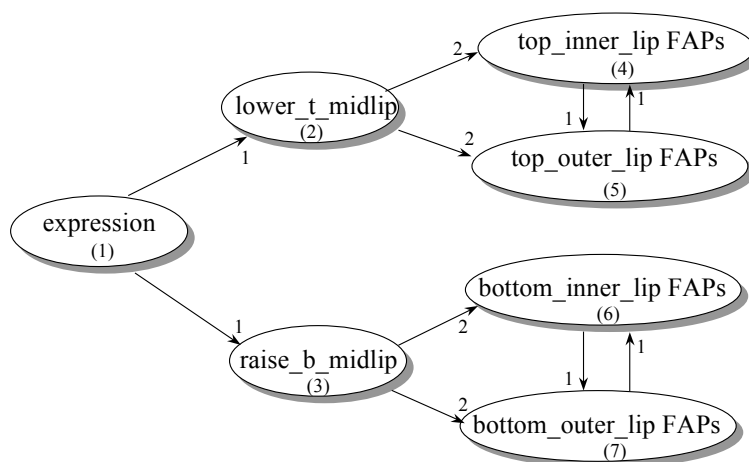 top_inner_lip FAPs
(4)
2
lower_t_midlip
(2)
1
1
2
top_outer_lip FAPs
(5)
1
expression
(1)
bottom_inner_lip FAPs
(6)
1
2
raise_b_midlip
(3)
1
1
2
bottom_outer_lip FAPs
(7)